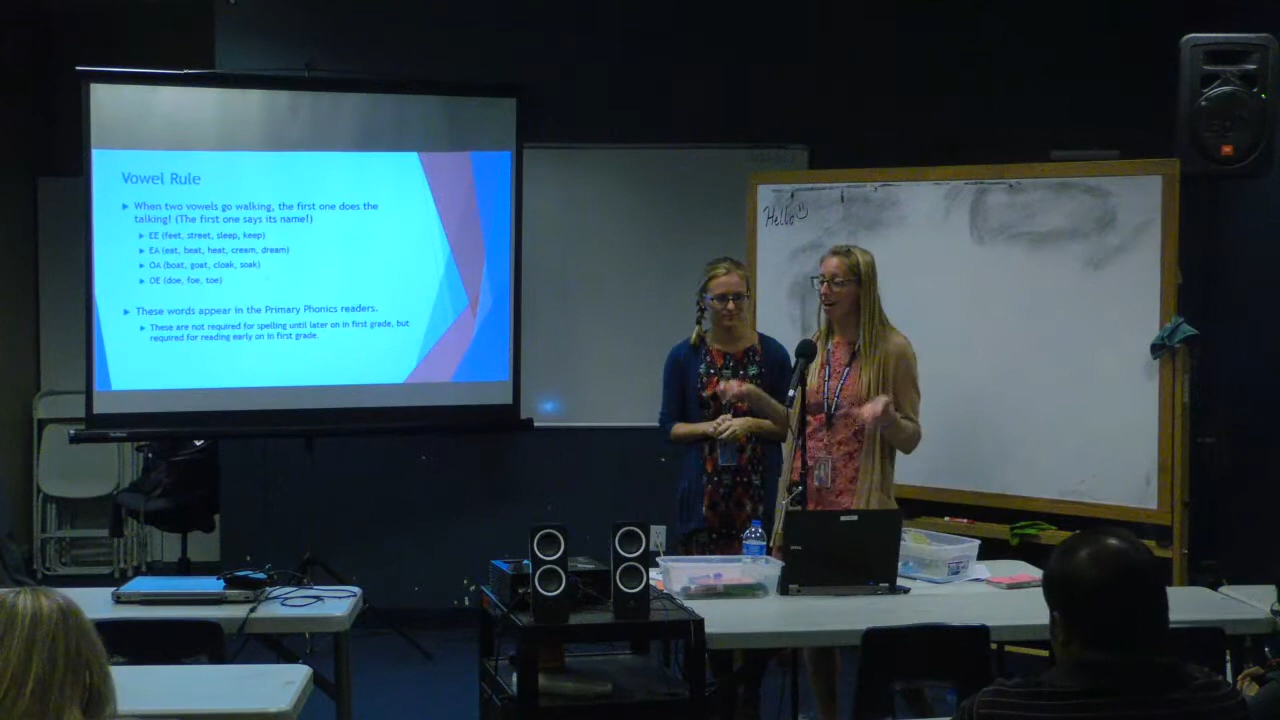 Vowel Rule
When two vowels go walking, the first one does the
talking! (The first one says its name!)
EE (feet, street, sleep, keep)
EA (eat, beat, heat, cream, dream)
OA (boat, goat, cloak, soak)
OE (doe, foe, toe)
These words appear in the Primary Phonics readers.
These are not required for spelling until later on in first grade, but
required for reading early on in first grade.
Hello
JBL